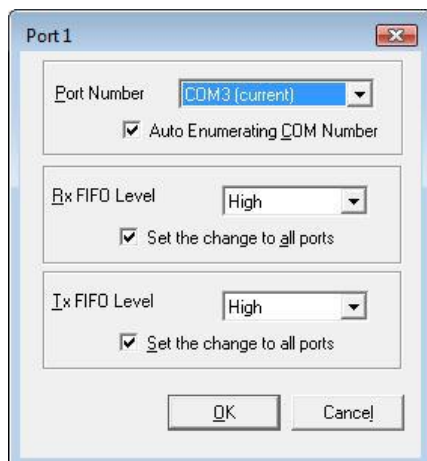 Port 1
Port Number COM3 (current)
Auto Enumerating COM Number
Rx FIFO Level High
Set the change to all ports
Tx FIFO Level High
Set the change to all ports
OK Cancel